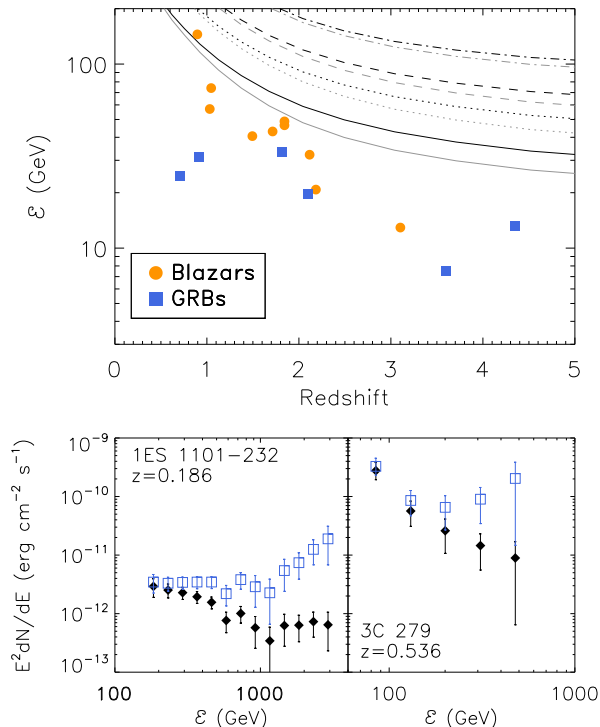 100
10
ℰ (GeV)
Blazars
GRBs
0 1 2 3 4 5
Redshift
10⁻⁹
10⁻¹⁰
10⁻¹¹
10⁻¹²
10⁻¹³
E²dN/dE (erg cm⁻² s⁻¹)
1ES 1101−232
z=0.186
3C 279
z=0.536
100 1000 100 1000
ℰ (GeV) ℰ (GeV)